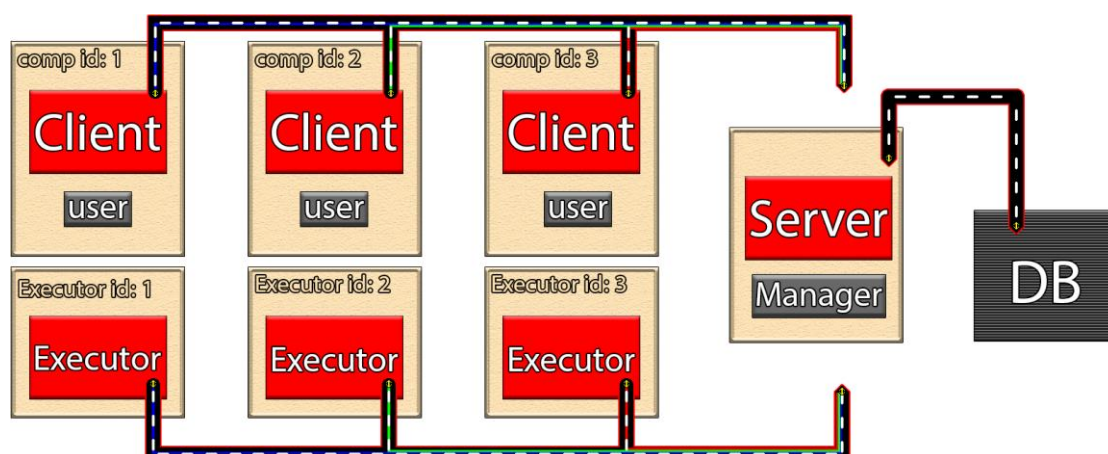 comp id: 1
Client
user
comp id: 2
Client
user
comp id: 3
Client
user
Server
Manager
DB
Executor id: 1
Executor
Executor id: 2
Executor
Executor id: 3
Executor